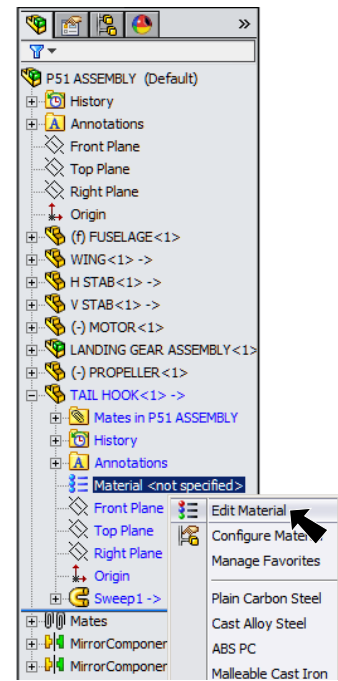 »
P51 ASSEMBLY (Default)
History
A Annotations
Front Plane
Top Plane
Right Plane
Origin
(f) FUSELAGE<1>
WING<1> ->
H STAB<1> ->
V STAB<1> ->
(-) MOTOR<1>
LANDING GEAR ASSEMBLY<1>
(-) PROPELLER<1>
TAIL HOOK<1> ->
Mates in P51 ASSEMBLY
History
A Annotations
Material <not specified>
Front Plane
Top Plane
Right Plane
Origin
Sweep1 ->
Mates
MirrorComponen
MirrorComponen
Edit Material
Configure Mater
Manage Favorites
Plain Carbon Steel
Cast Alloy Steel
ABS PC
Malleable Cast Iron